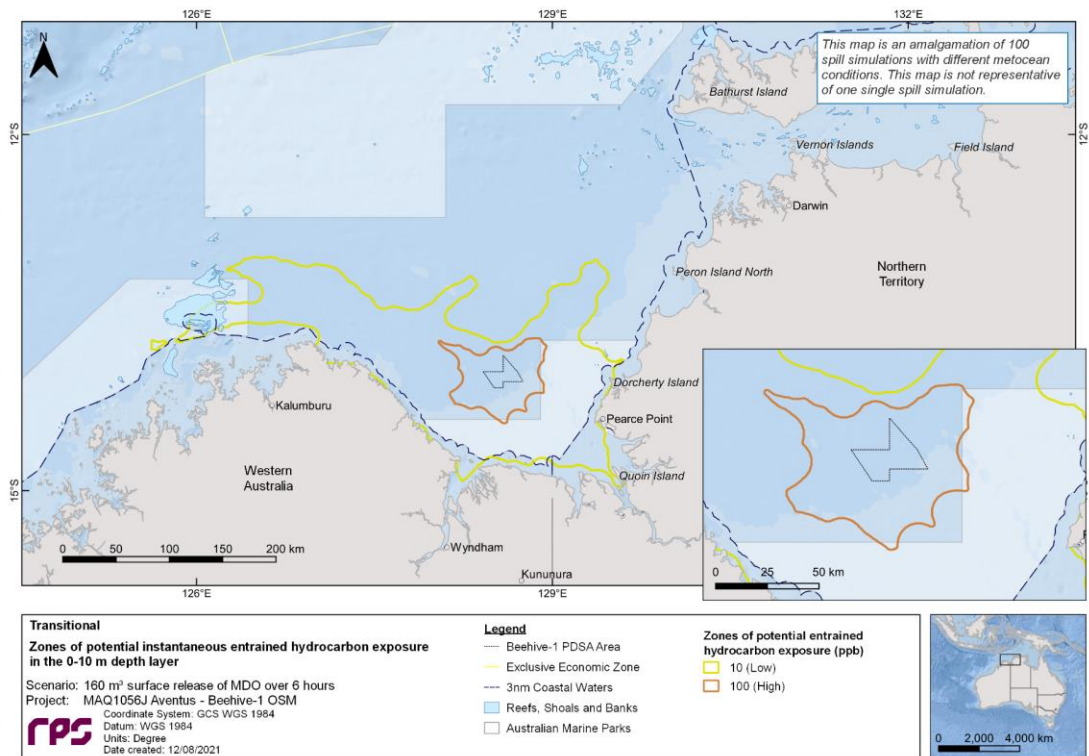 126°E
129°E
132°E
N
This map is an amalgamation of 100
spill simulations with different metocean
conditions. This map is not representative
of one single spill simulation.
Bathurst Island
12°S
12°S
Vernon Islands
Field Island
Darwin
Peron Island North
Northern
Territory
Dorcherty Island
Kalumburu
Pearce Point
Western
Australia
Quoin Island
15°S
0 50 100 150 200 km
Wyndham
Kununura
0 25 50 km
126°E
129°E
Transitional
Zones of potential instantaneous entrained hydrocarbon exposure
in the 0-10 m depth layer
Scenario: 160 m³ surface release of MDO over 6 hours
Project: MAQ1056J Aventus - Beehive-1 OSM
rps
Coordinate System: GCS WGS 1984
Datum: WGS 1984
Units: Degree
Date created: 12/08/2021
Legend
Beehive-1 PDSA Area
Exclusive Economic Zone
3nm Coastal Waters
Reefs, Shoals and Banks
Australian Marine Parks
Zones of potential entrained
hydrocarbon exposure (ppb)
10 (Low)
100 (High)
0 2,000 4,000 km